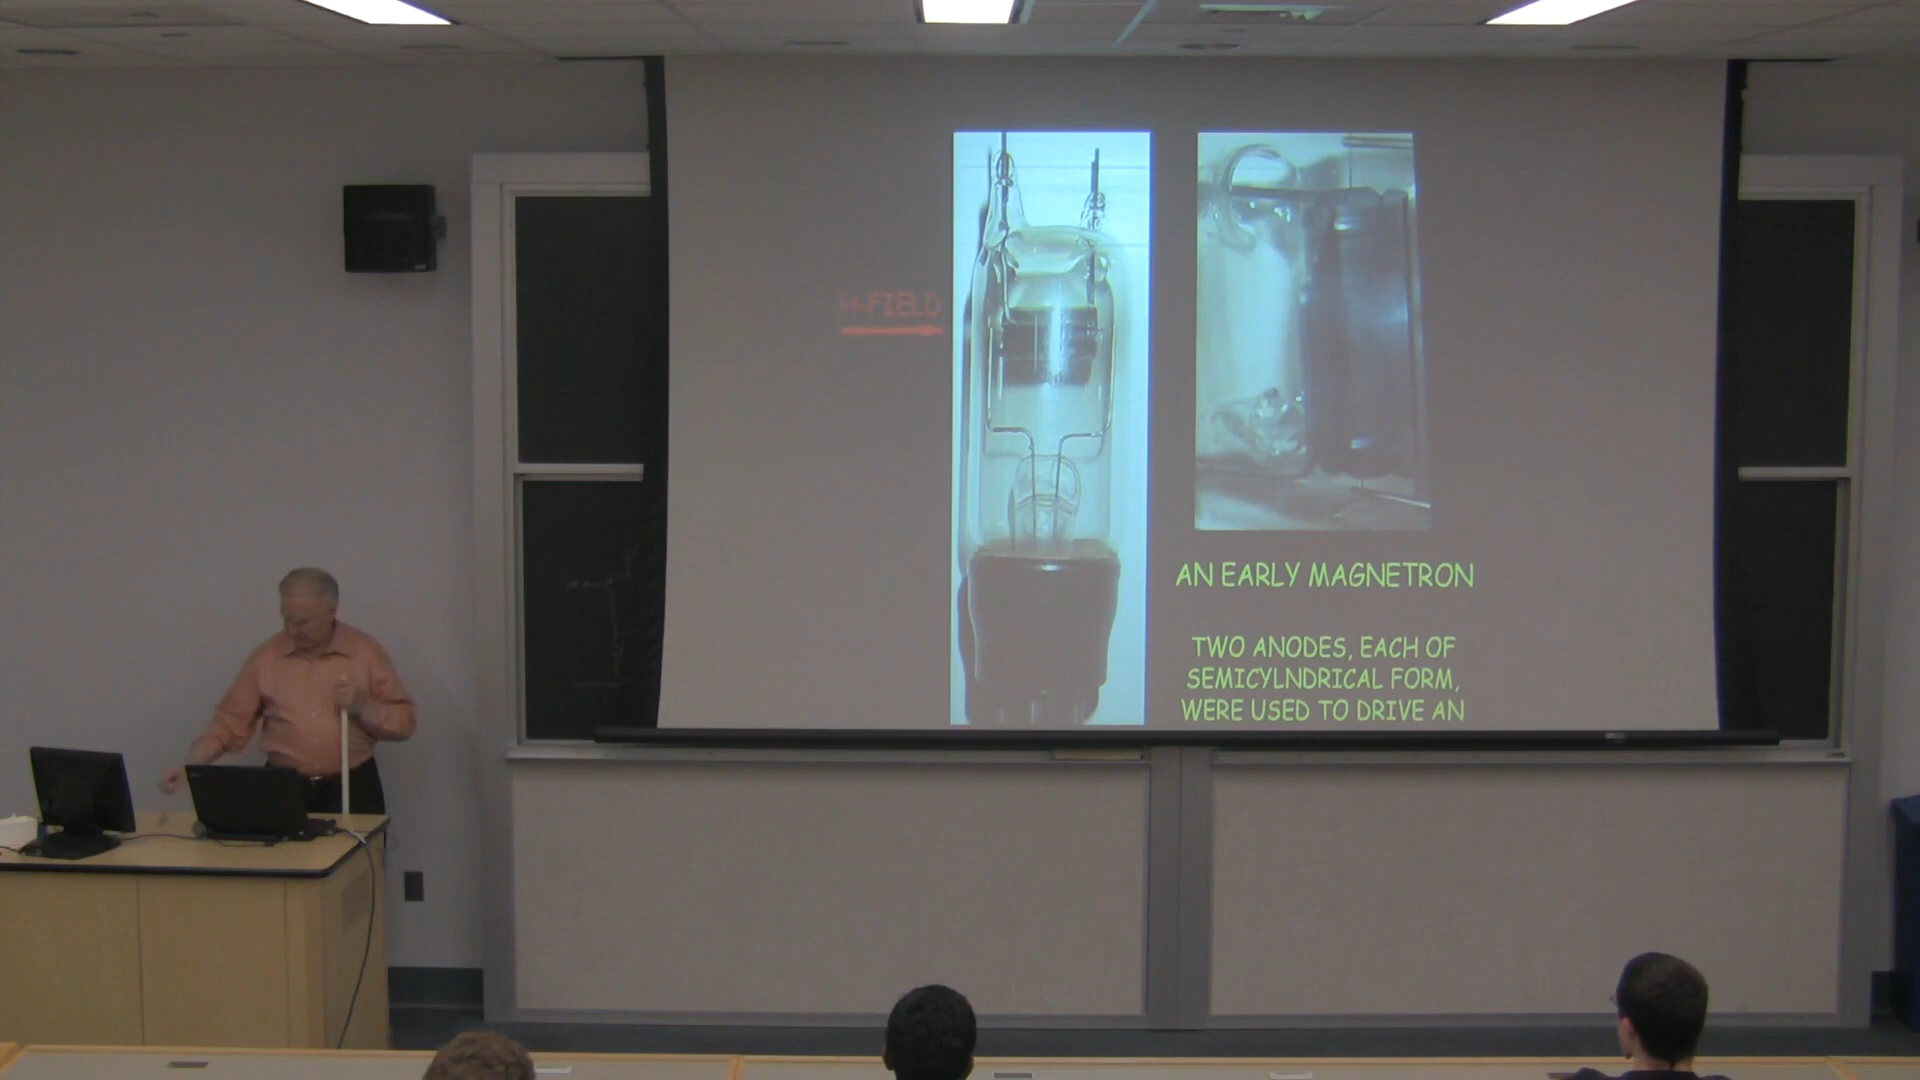 H-FIELD
AN EARLY MAGNETRON
TWO ANODES, EACH OF
SEMICYLNDRICAL FORM,
WERE USED TO DRIVE AN